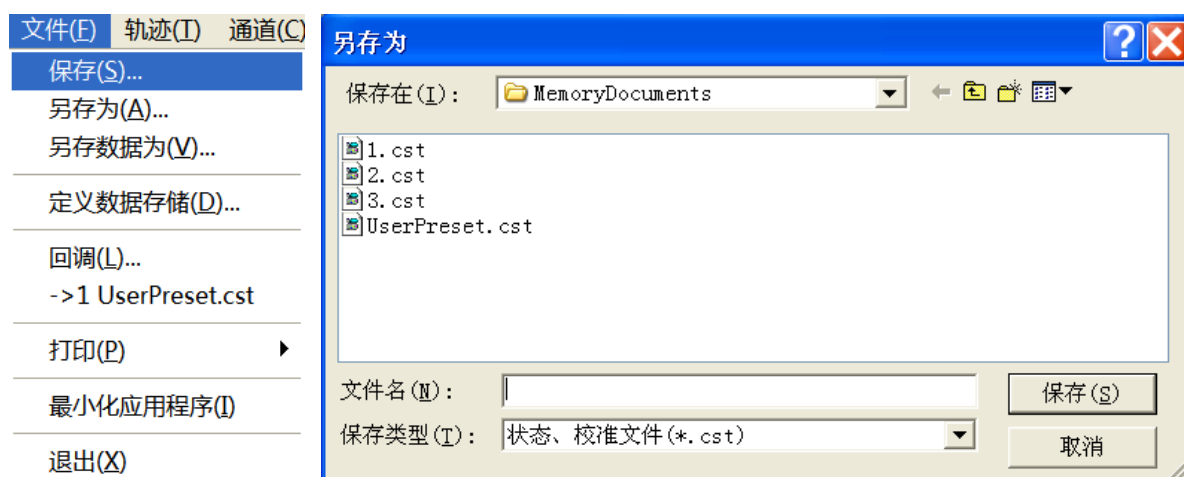 文件(F) 轨迹(T) 通道(C)
保存(S)...
另存为(A)...
另存数据为(V)...
定义数据存储(D)...
回调(L)...
->1 UserPreset.cst
打印(P)
最小化应用程序(I)
退出(X)
另存为
保存在(I): MemoryDocuments
1.cst
2.cst
3.cst
UserPreset.cst
文件名(N):
保存(S)
保存类型(T): 状态、校准文件(*.cst)
取消